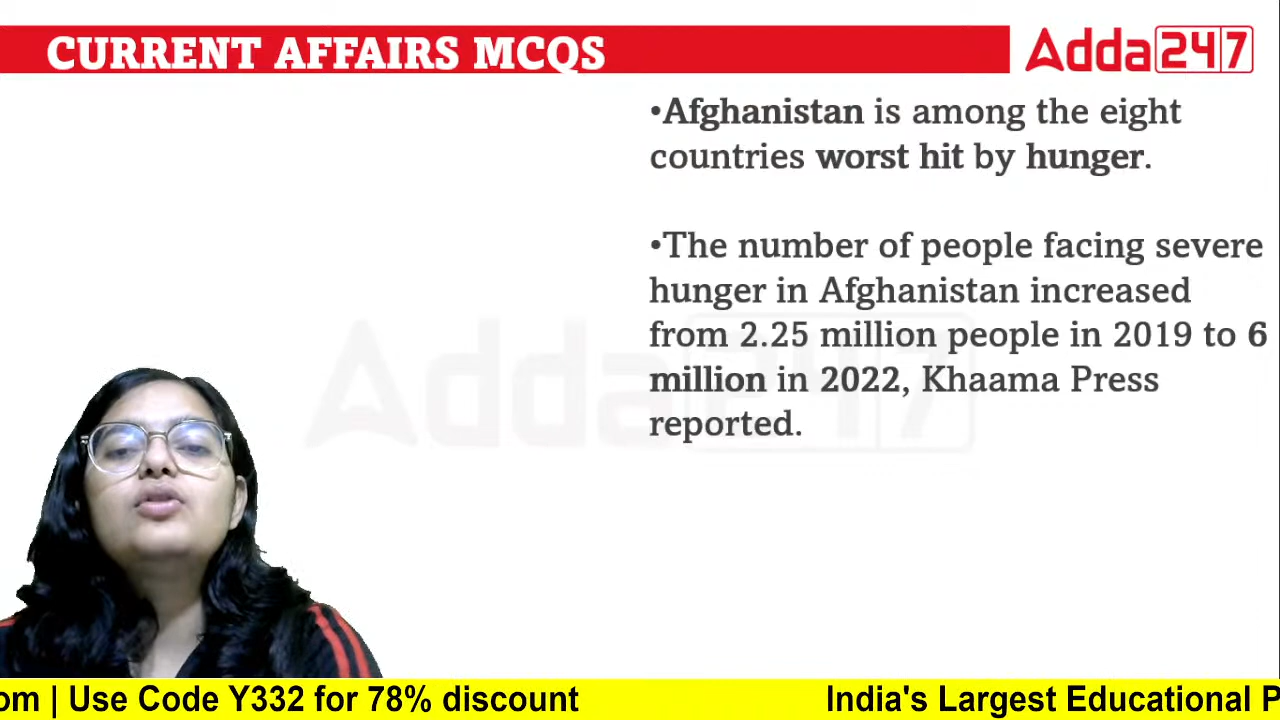 CURRENT AFFAIRS MCQS
Adda247
•Afghanistan is among the eight
countries worst hit by hunger.
•The number of people facing severe
hunger in Afghanistan increased
from 2.25 million people in 2019 to 6
million in 2022, Khaama Press
reported.
Adda247
om | Use Code Y332 for 78% discount
India's Largest Educational P